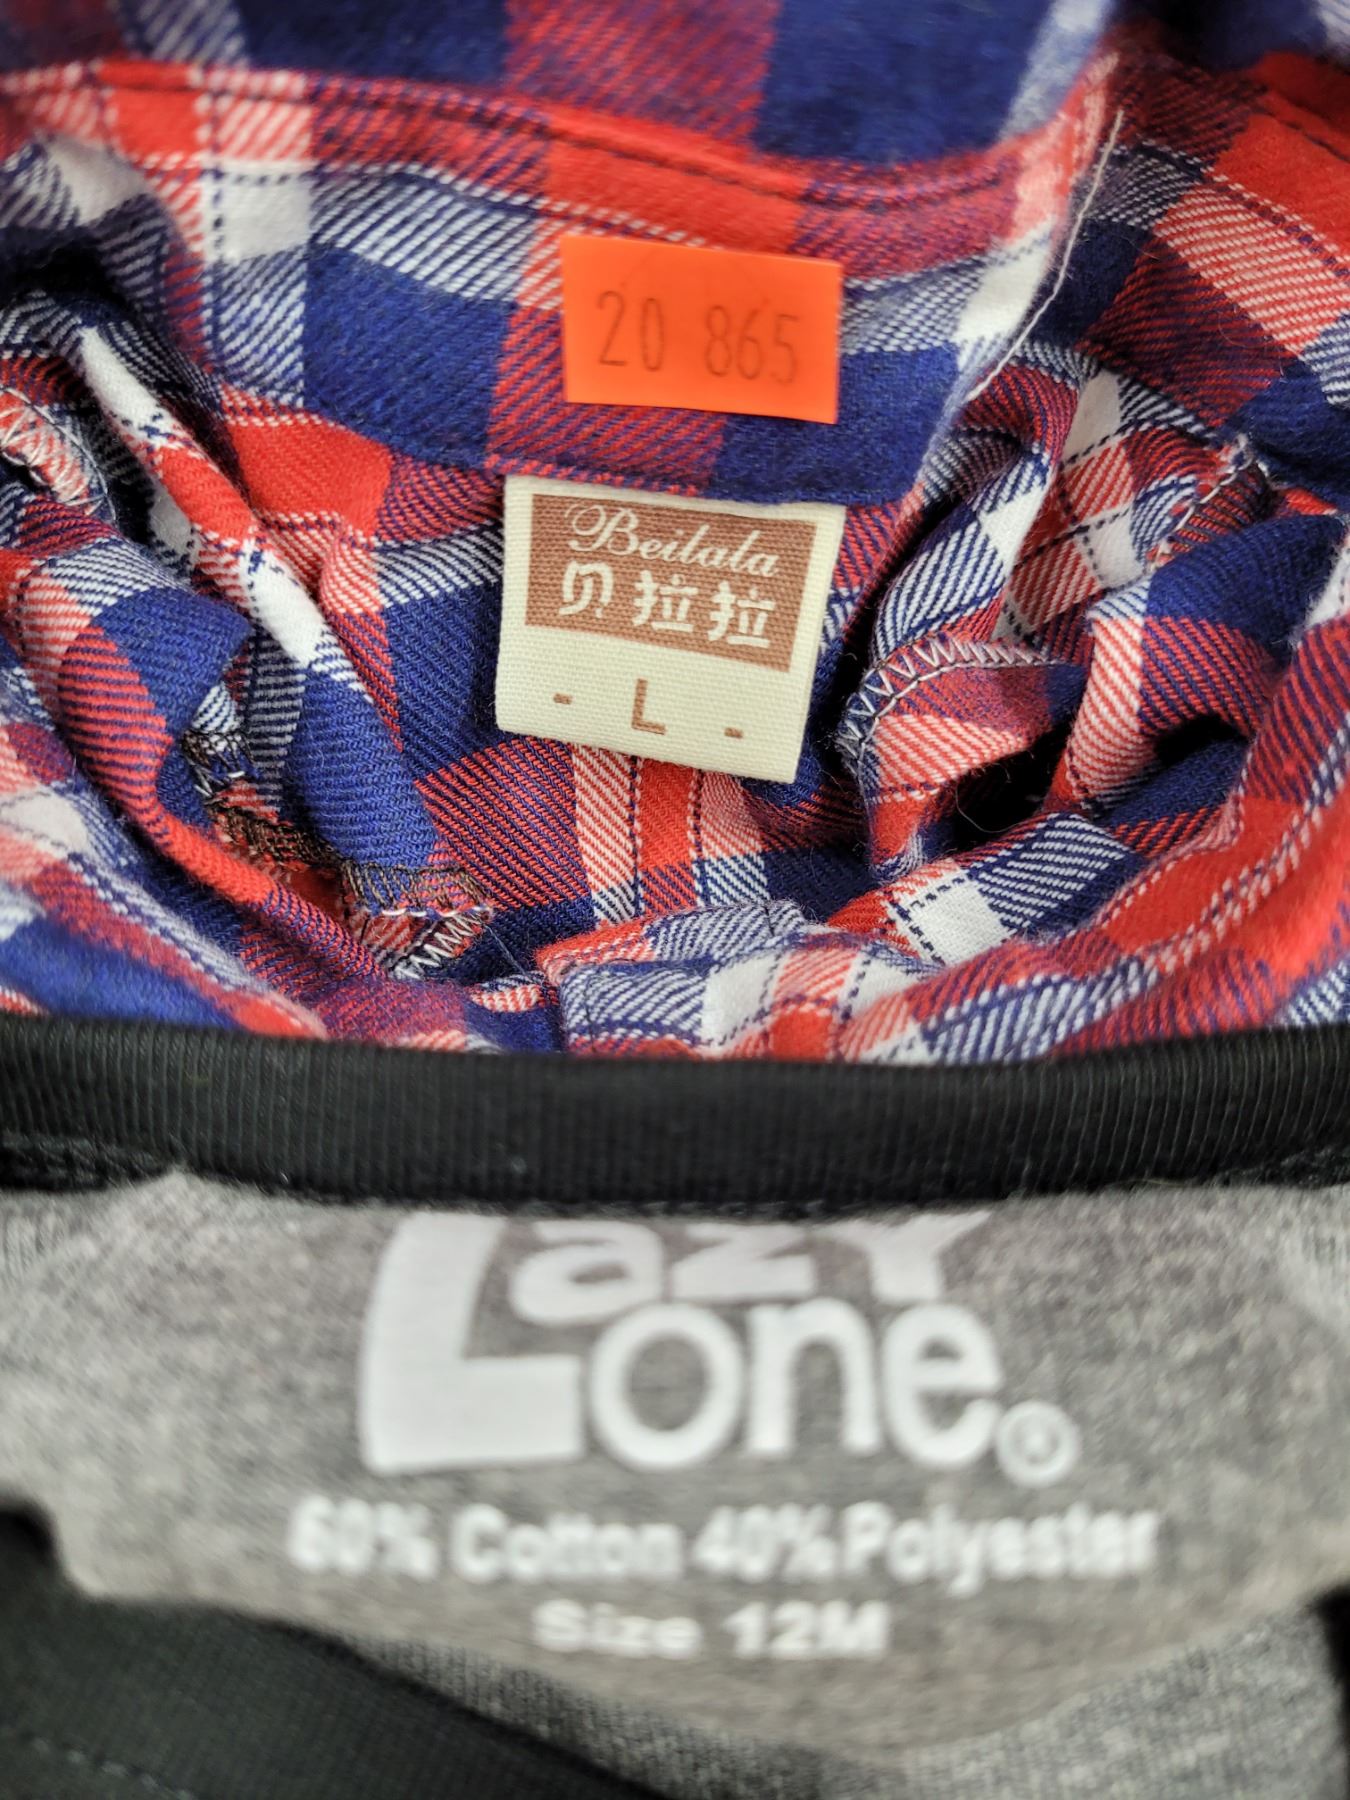 20 865
Beilala
贝拉拉
- L -
Lazy
One®
60% Cotton 40% Polyester
Size 12M